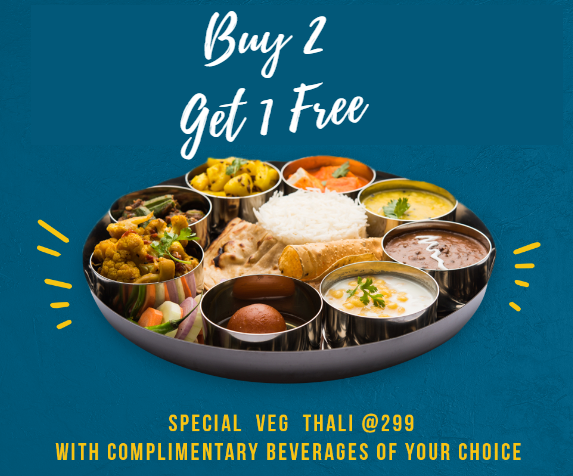 Buy 2
Get 1 Free
SPECIAL VEG THALI @299
WITH COMPLIMENTARY BEVERAGES OF YOUR CHOICE